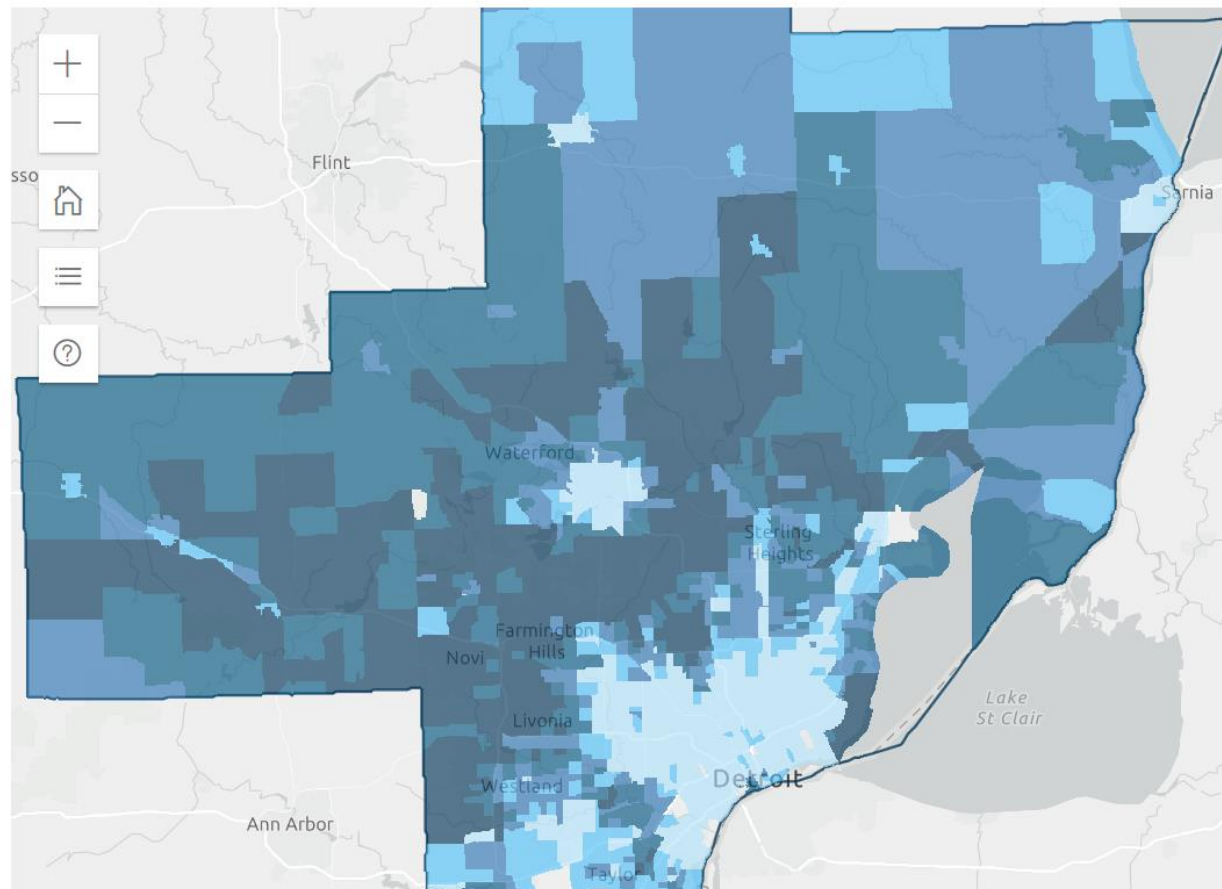 Flint
sso
Sarnia
Waterford
Sterling
Heights
Farmington
Hills
Novi
Livonia
Lake
St Clair
Westland
Detroit
Ann Arbor
Taylor